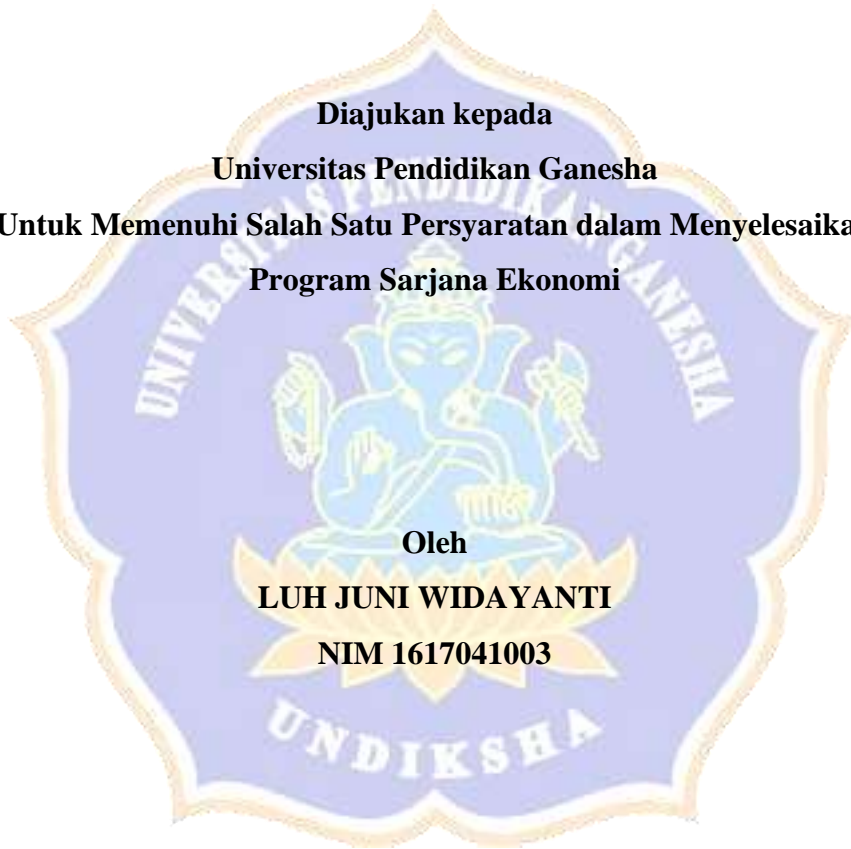 Diajukan kepada
Universitas Pendidikan Ganesha
Untuk Memenuhi Salah Satu Persyaratan dalam Menyelesaika
Program Sarjana Ekonomi
UNIVERSITAS PENDIDIKAN GANESHA
Oleh
LUH JUNI WIDAYANTI
NIM 1617041003
UNDIKSHA